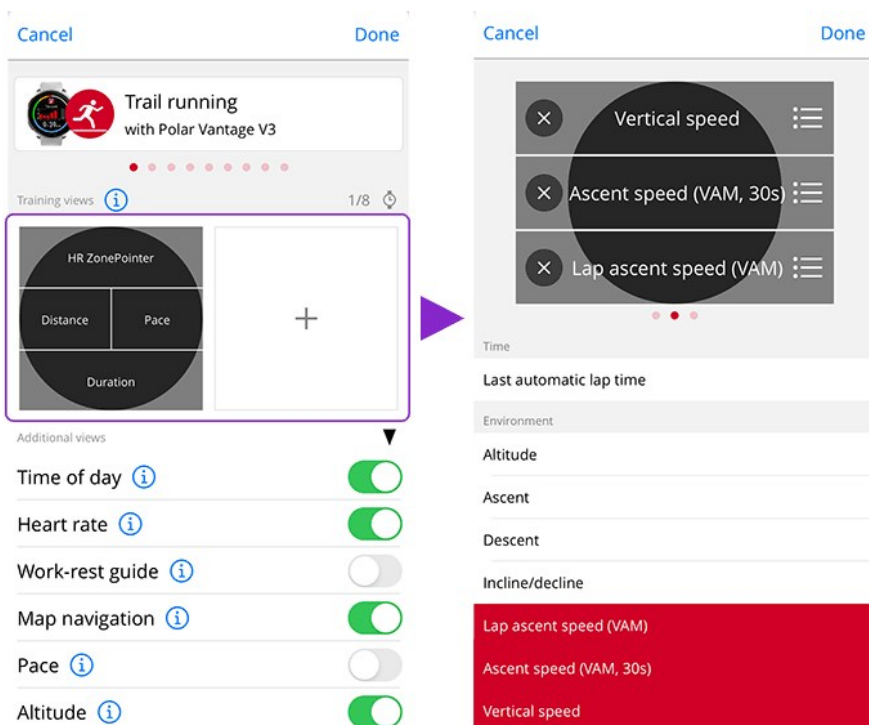 Cancel
Done
Trail running
with Polar Vantage V3
Training views
1/8
HR ZonePointer
Distance
Pace
Duration
Additional views
Time of day
Heart rate
Work-rest guide
Map navigation
Pace
Altitude
Cancel
Done
Vertical speed
Ascent speed (VAM, 30s)
Lap ascent speed (VAM)
Time
Last automatic lap time
Environment
Altitude
Ascent
Descent
Incline/decline
Lap ascent speed (VAM)
Ascent speed (VAM, 30s)
Vertical speed